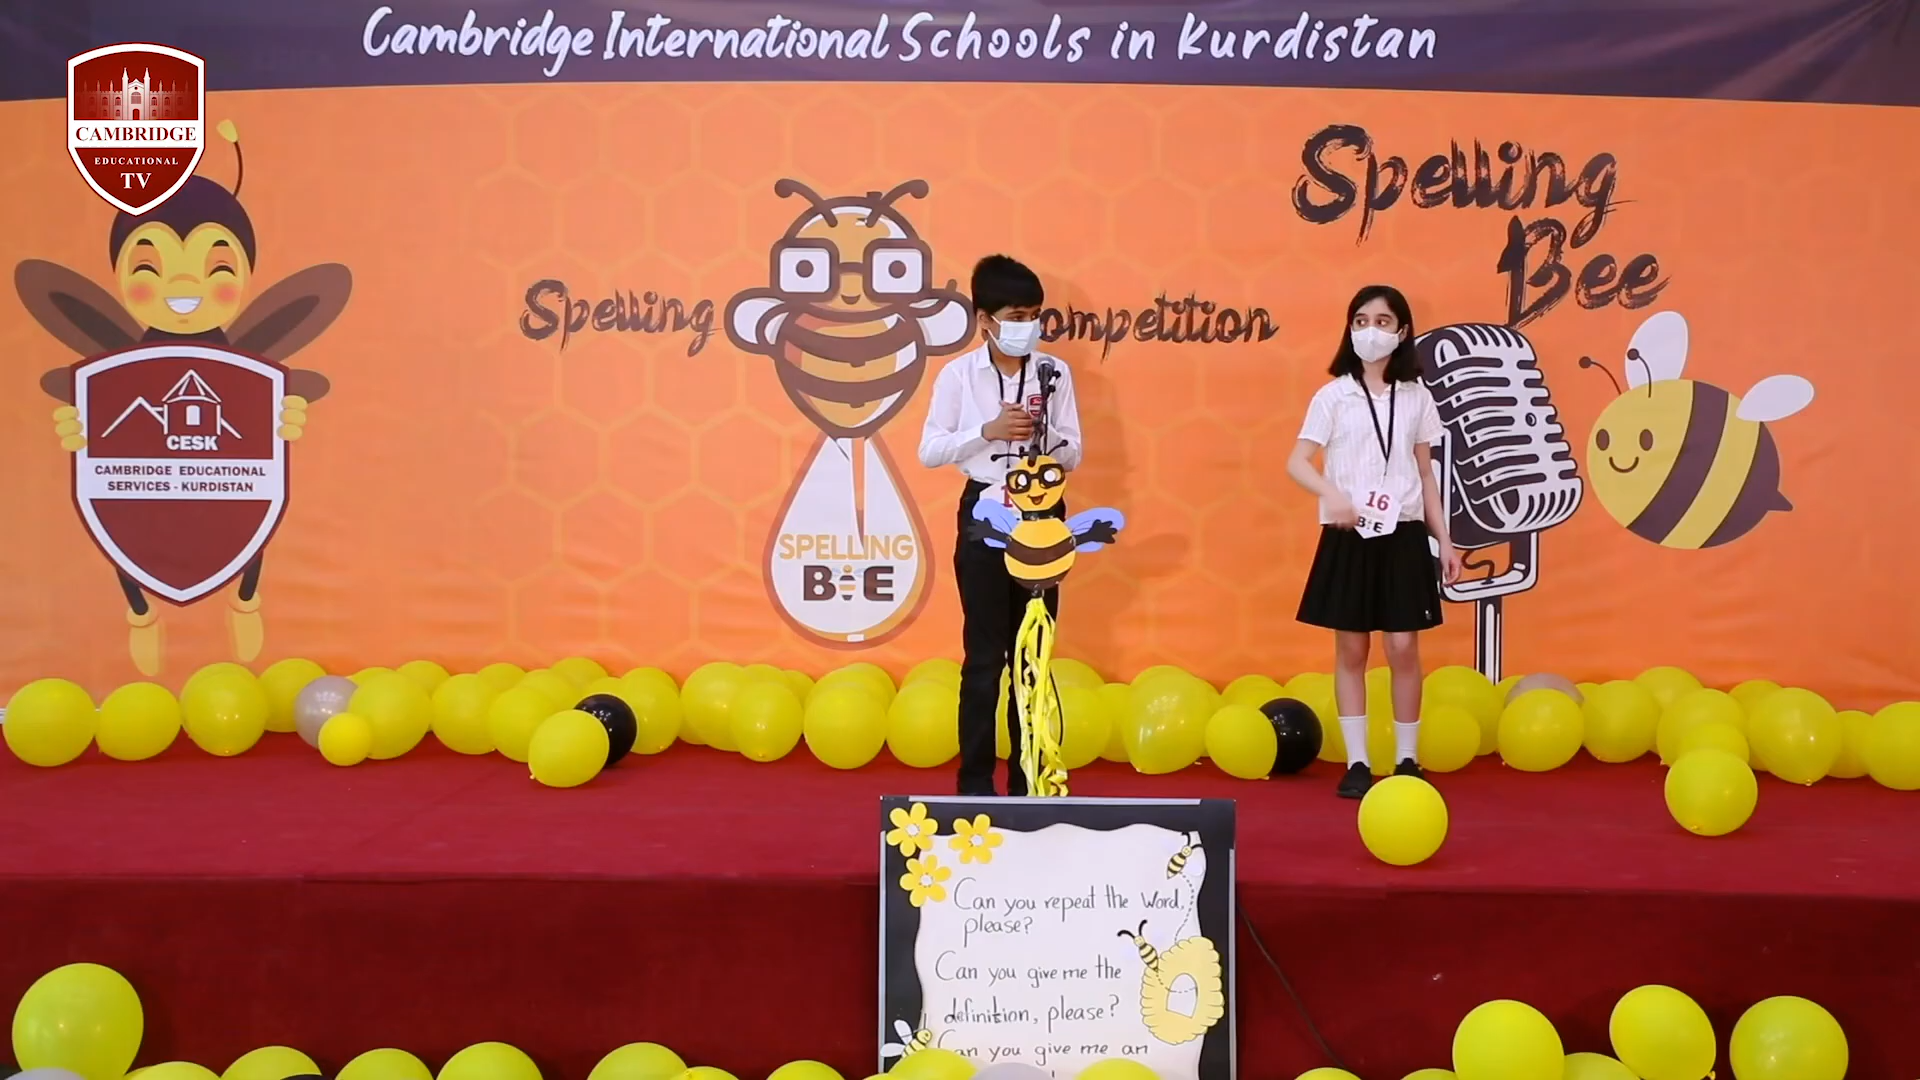 Cambridge International Schools in Kurdistan
CAMBRIDGE
EDUCATIONAL
TV
Spelling
Bee
Spelling
ompetition
CESK
CAMBRIDGE EDUCATIONAL
SERVICES - KURDISTAN
SPELLING
BEE
16
BEE
Can you repeat the word,
please?
Can you give me the
definition, please?
Can you give me an